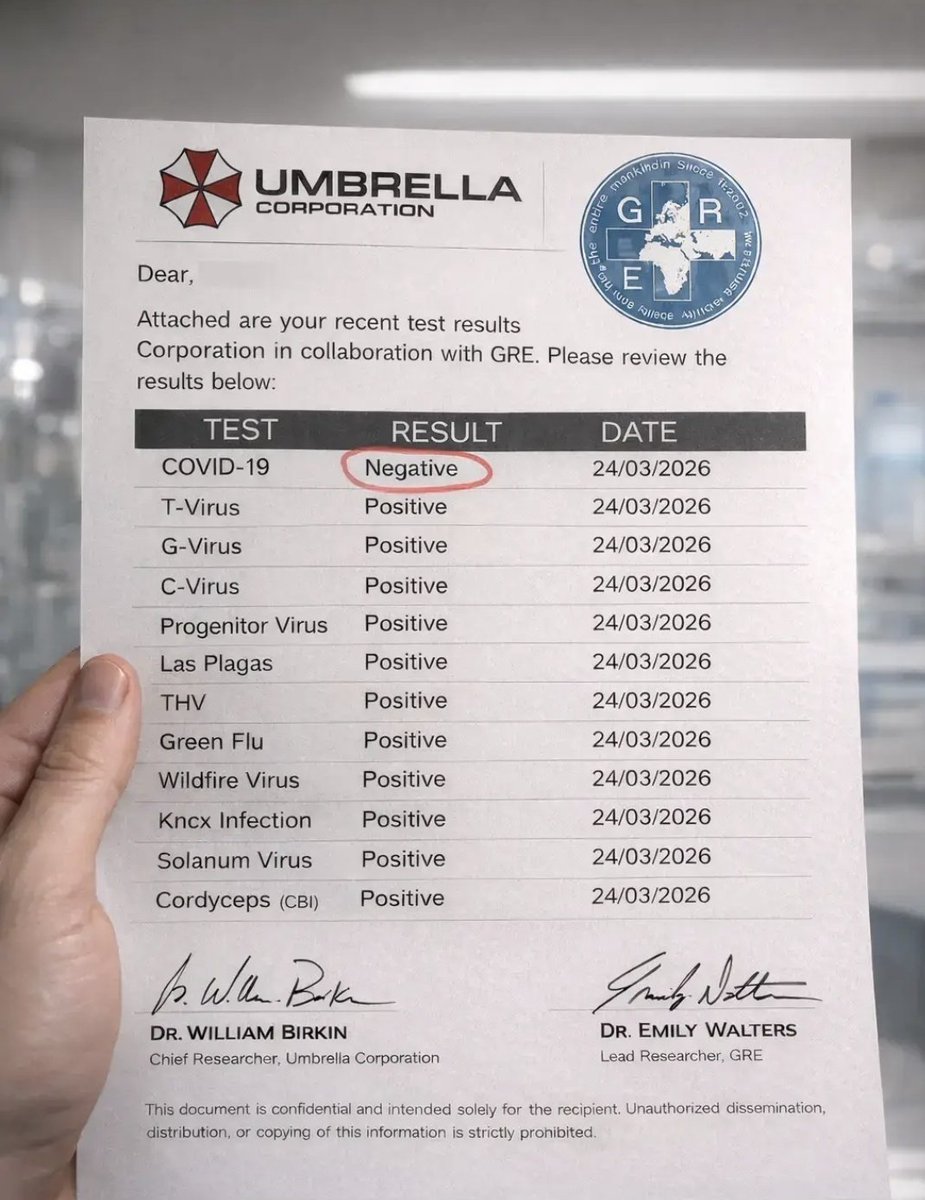 UMBRELLA
CORPORATION
G R
E
Dear,
Attached are your recent test results
Corporation in collaboration with GRE. Please review the
results below:
TEST RESULT DATE
COVID-19 Negative 24/03/2026
T-Virus Positive 24/03/2026
G-Virus Positive 24/03/2026
C-Virus Positive 24/03/2026
Progenitor Virus Positive 24/03/2026
Las Plagas Positive 24/03/2026
THV Positive 24/03/2026
Green Flu Positive 24/03/2026
Wildfire Virus Positive 24/03/2026
Kncx Infection Positive 24/03/2026
Solanum Virus Positive 24/03/2026
Cordyceps (CBI) Positive 24/03/2026
DR. WILLIAM BIRKIN
Chief Researcher, Umbrella Corporation
DR. EMILY WALTERS
Lead Researcher, GRE
This document is confidential and intended solely for the recipient. Unauthorized dissemination,
distribution, or copying of this information is strictly prohibited.